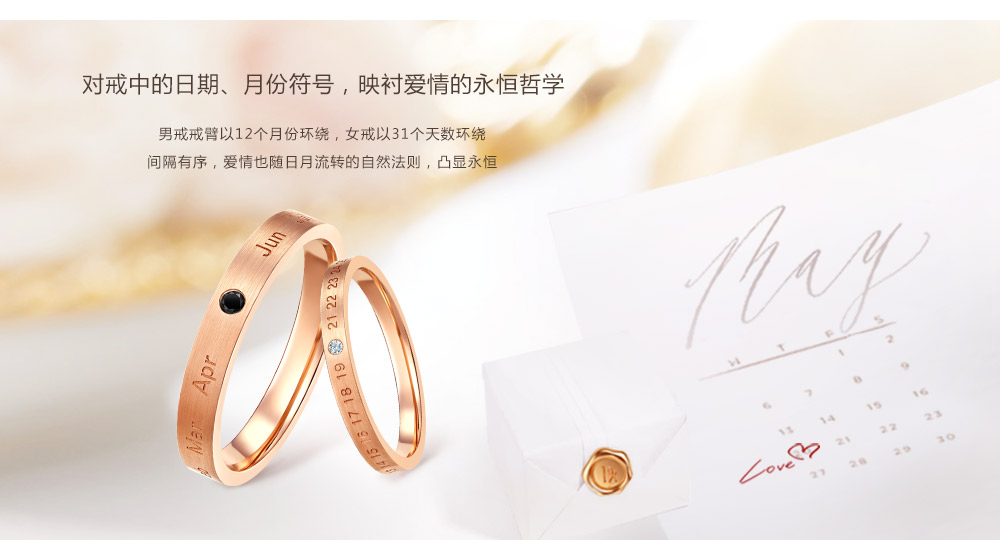 对戒中的日期、月份符号，映衬爱情的永恒哲学
男戒戒臂以12个月份环绕，女戒以31个天数环绕
间隔有序，爱情也随日月流转的自然法则，凸显永恒
Jun
Apr
Mar
21 22 23
14 15 16 17 18 19
May
W T F S
1 2
6 7 8 9
13 14 15 16
21 22 23
Love
27 28 29 30